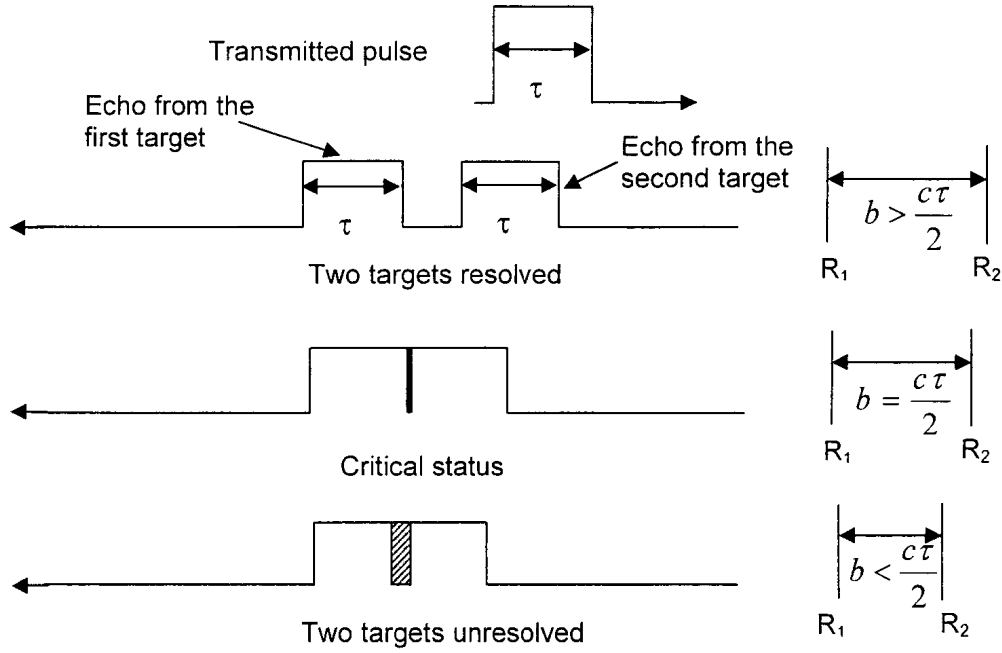 Transmitted pulse
τ
Echo from the
first target
Echo from the
second target
τ
τ
b > cτ/2
R₁
R₂
Two targets resolved
b = cτ/2
R₁
R₂
Critical status
b < cτ/2
R₁
R₂
Two targets unresolved